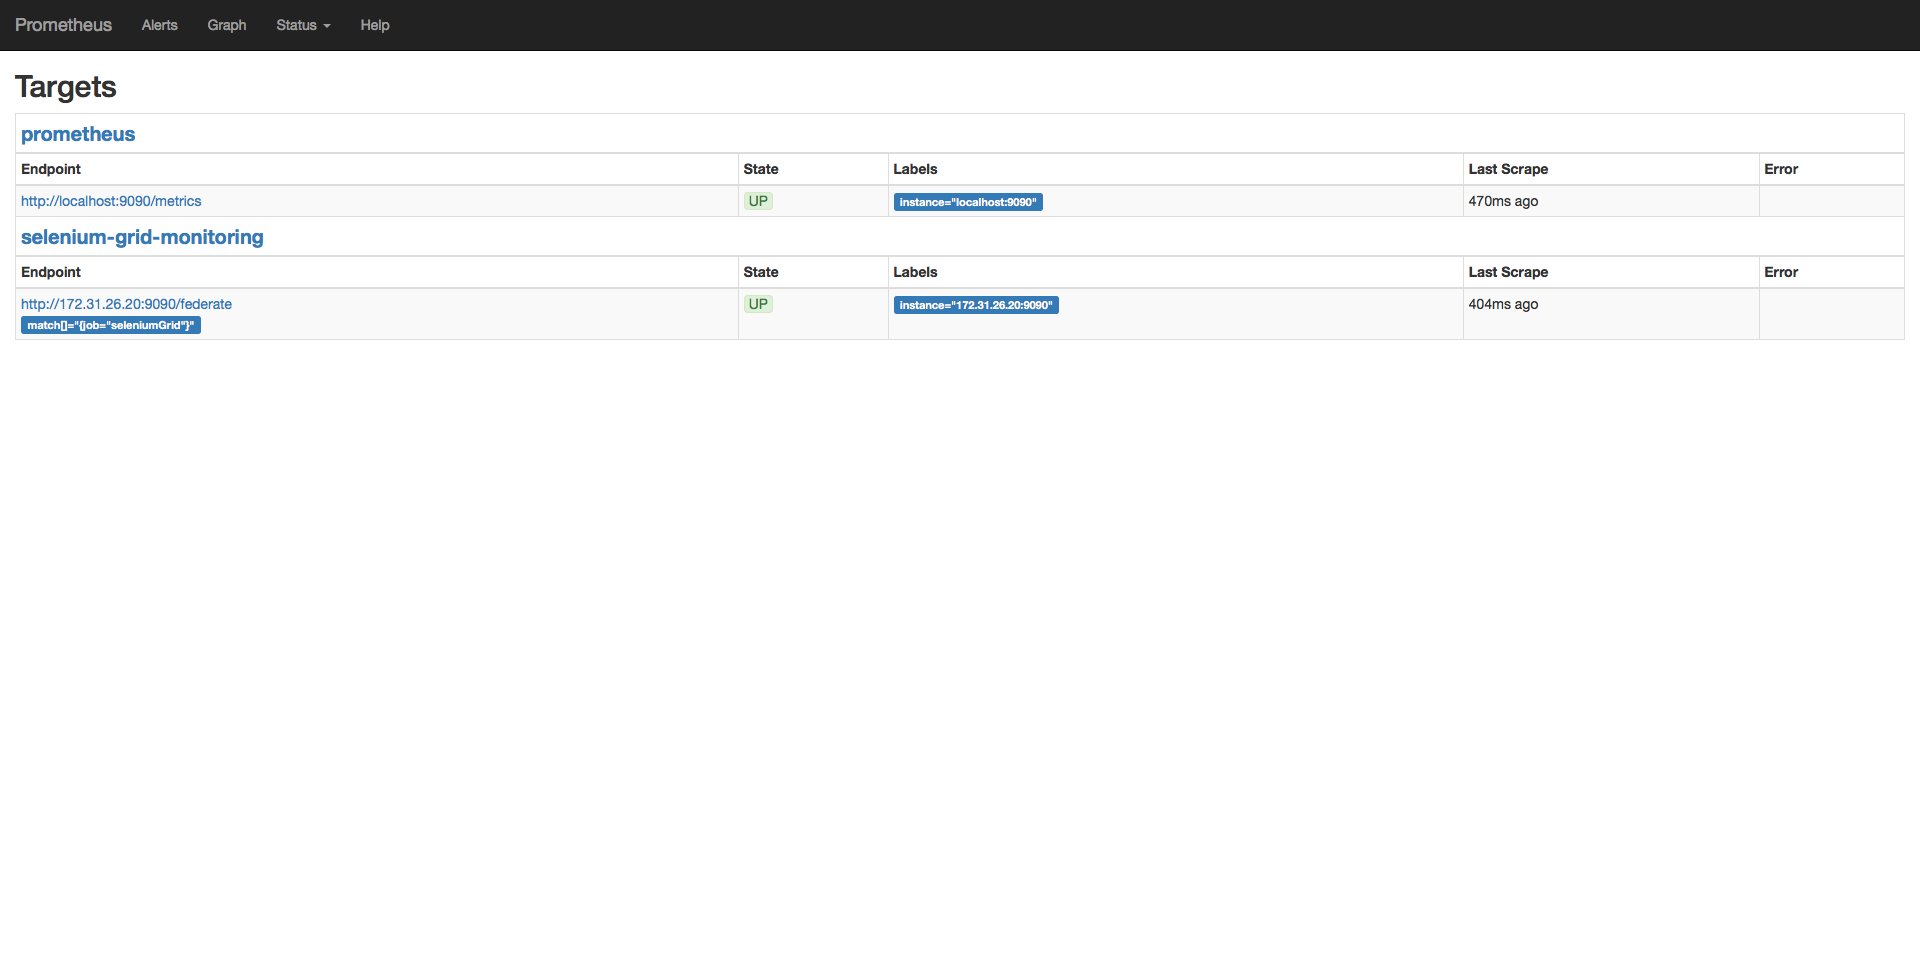 Prometheus Alerts Graph Status Help
Targets
prometheus
Endpoint State Labels Last Scrape Error
http://localhost:9090/metrics UP instance="localhost:9090" 470ms ago
selenium-grid-monitoring
Endpoint State Labels Last Scrape Error
http://172.31.26.20:9090/federate UP instance="172.31.26.20:9090" 404ms ago
match[]="{job="seleniumGrid"}"